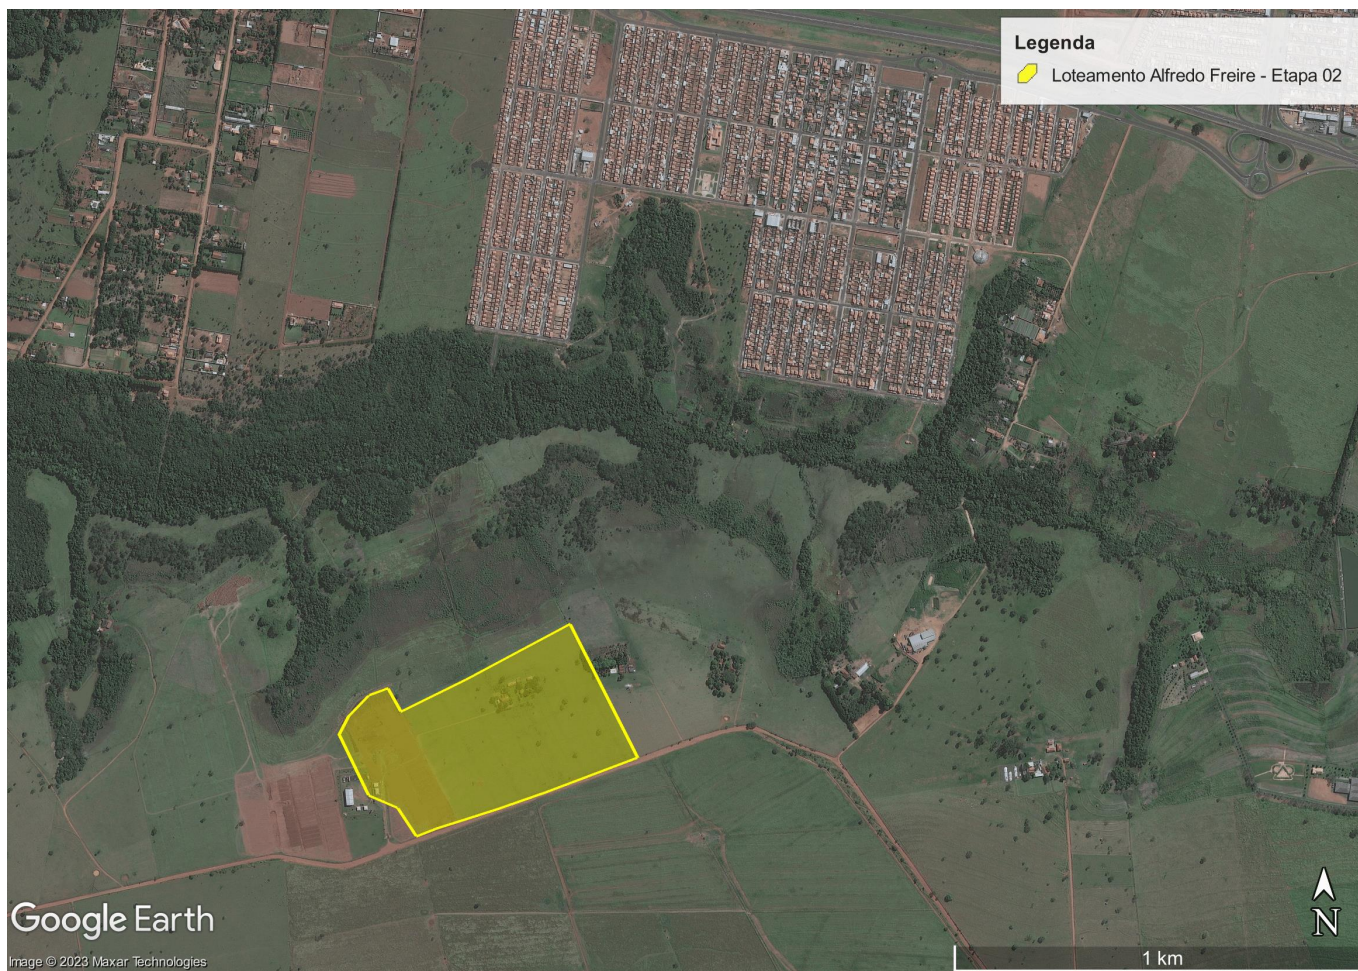 Legenda
Loteamento Alfredo Freire - Etapa 02
Google Earth
N
1 km
Image © 2023 Maxar Technologies